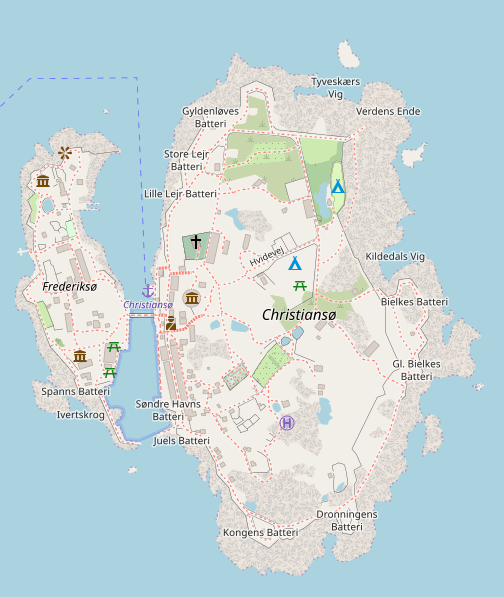 Tyveskærs
Vig
Gyldenløves
Batteri
Verdens Ende
Store Lejr
Batteri
Lille Lejr Batteri
Hvidevej
Kildedals Vig
Frederiksø
Christiansø
Christiansø
Bielkes Batteri
Gl. Bielkes
Batteri
Spanns Batteri
Ivertskrog
Søndre Havns
Batteri
Juels Batteri
H
Dronningens
Batteri
Kongens Batteri